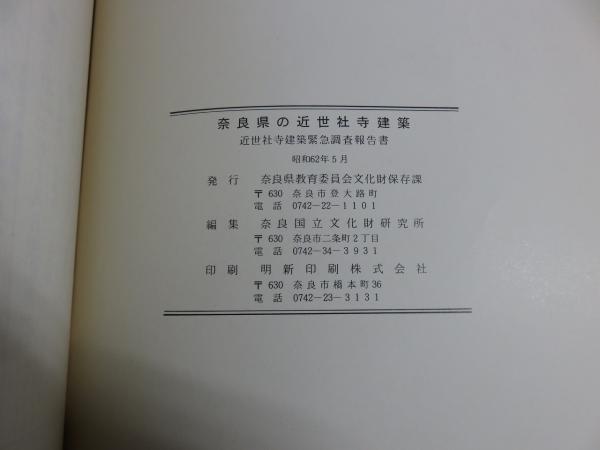 奈良県の近世社寺建築
近世社寺建築緊急調査報告書
昭和62年5月
発行 奈良県教育委員会文化財保存課
〒630 奈良市登大路町
電話 0742-22-1101
編集 奈良国立文化財研究所
〒630 奈良市二条町2丁目
電話 0742-34-3931
印刷 明新印刷株式会社
〒630 奈良市橋本町36
電話 0742-23-3131